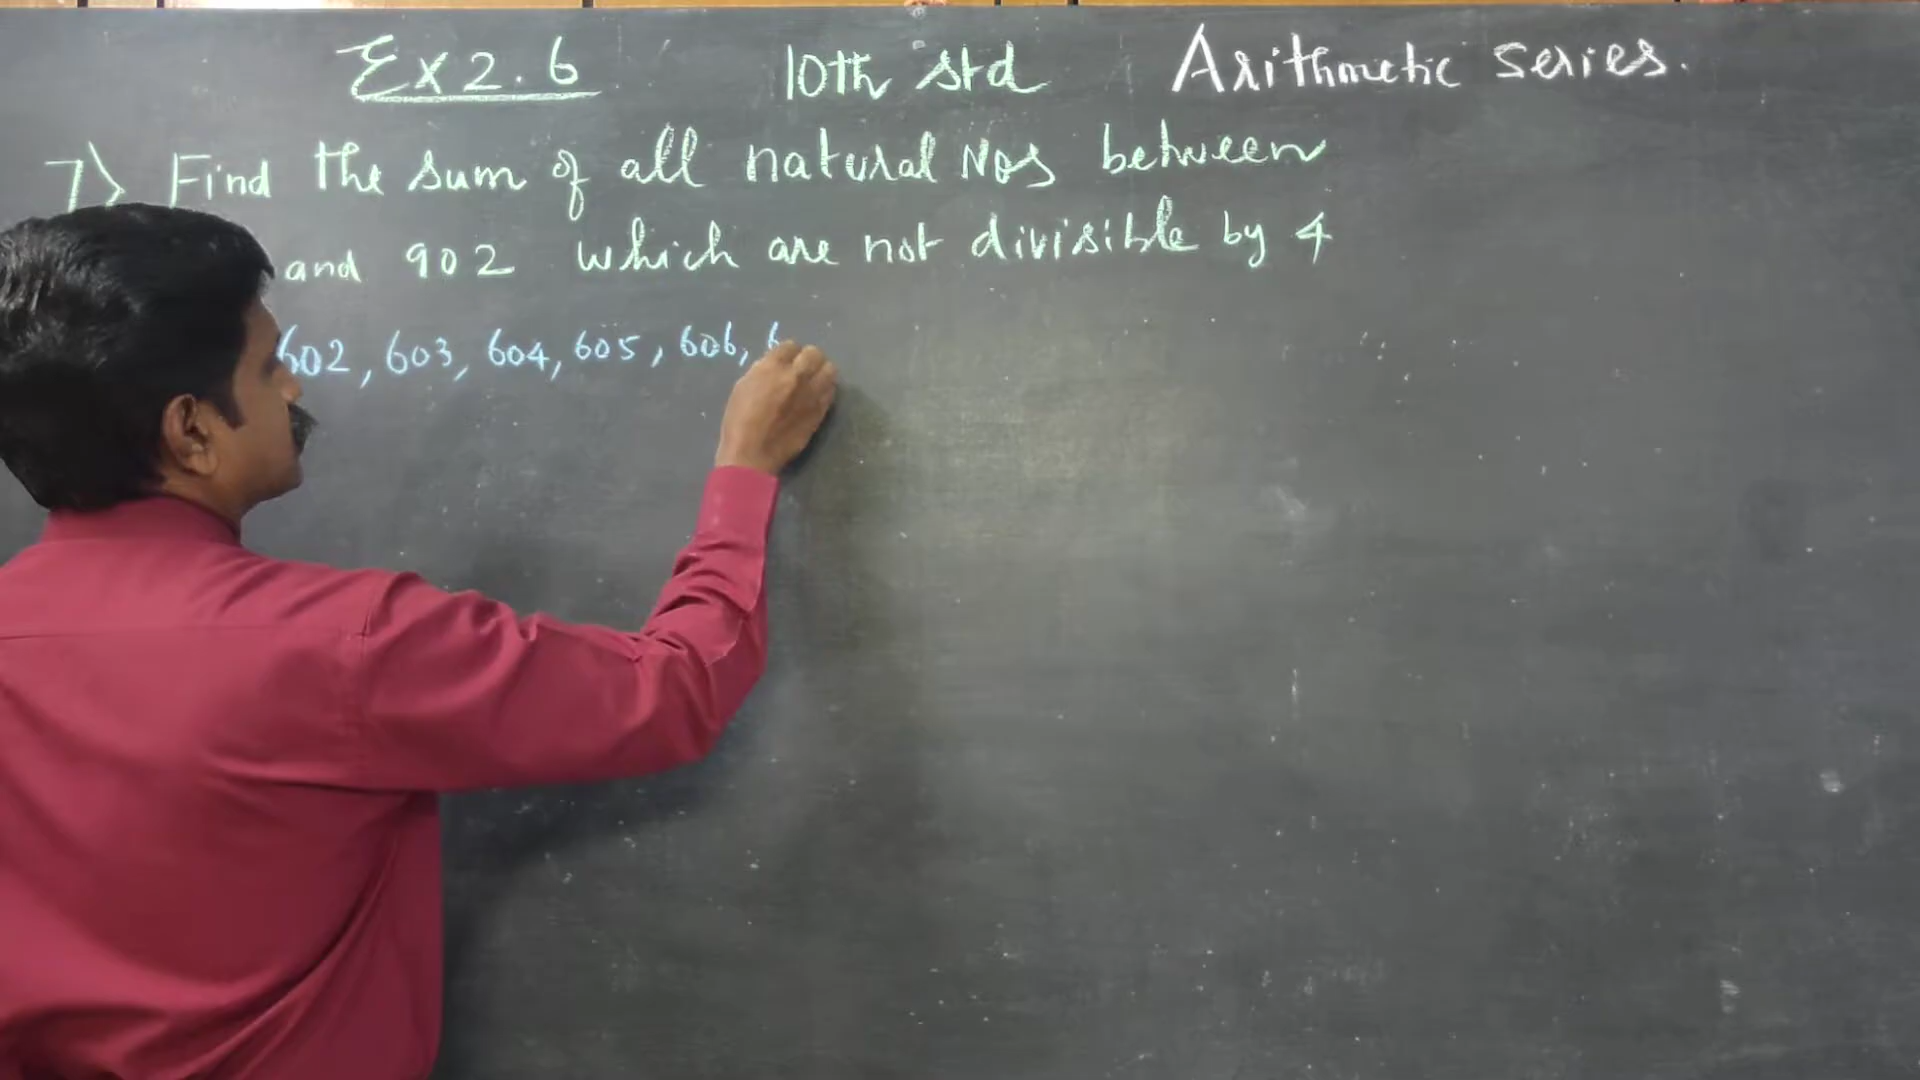 Ex 2.6 10th std Arithmetic series.
7) Find the sum of all natural Nos between
and 902 which are not divisible by 4
602, 603, 604, 605, 606, 6